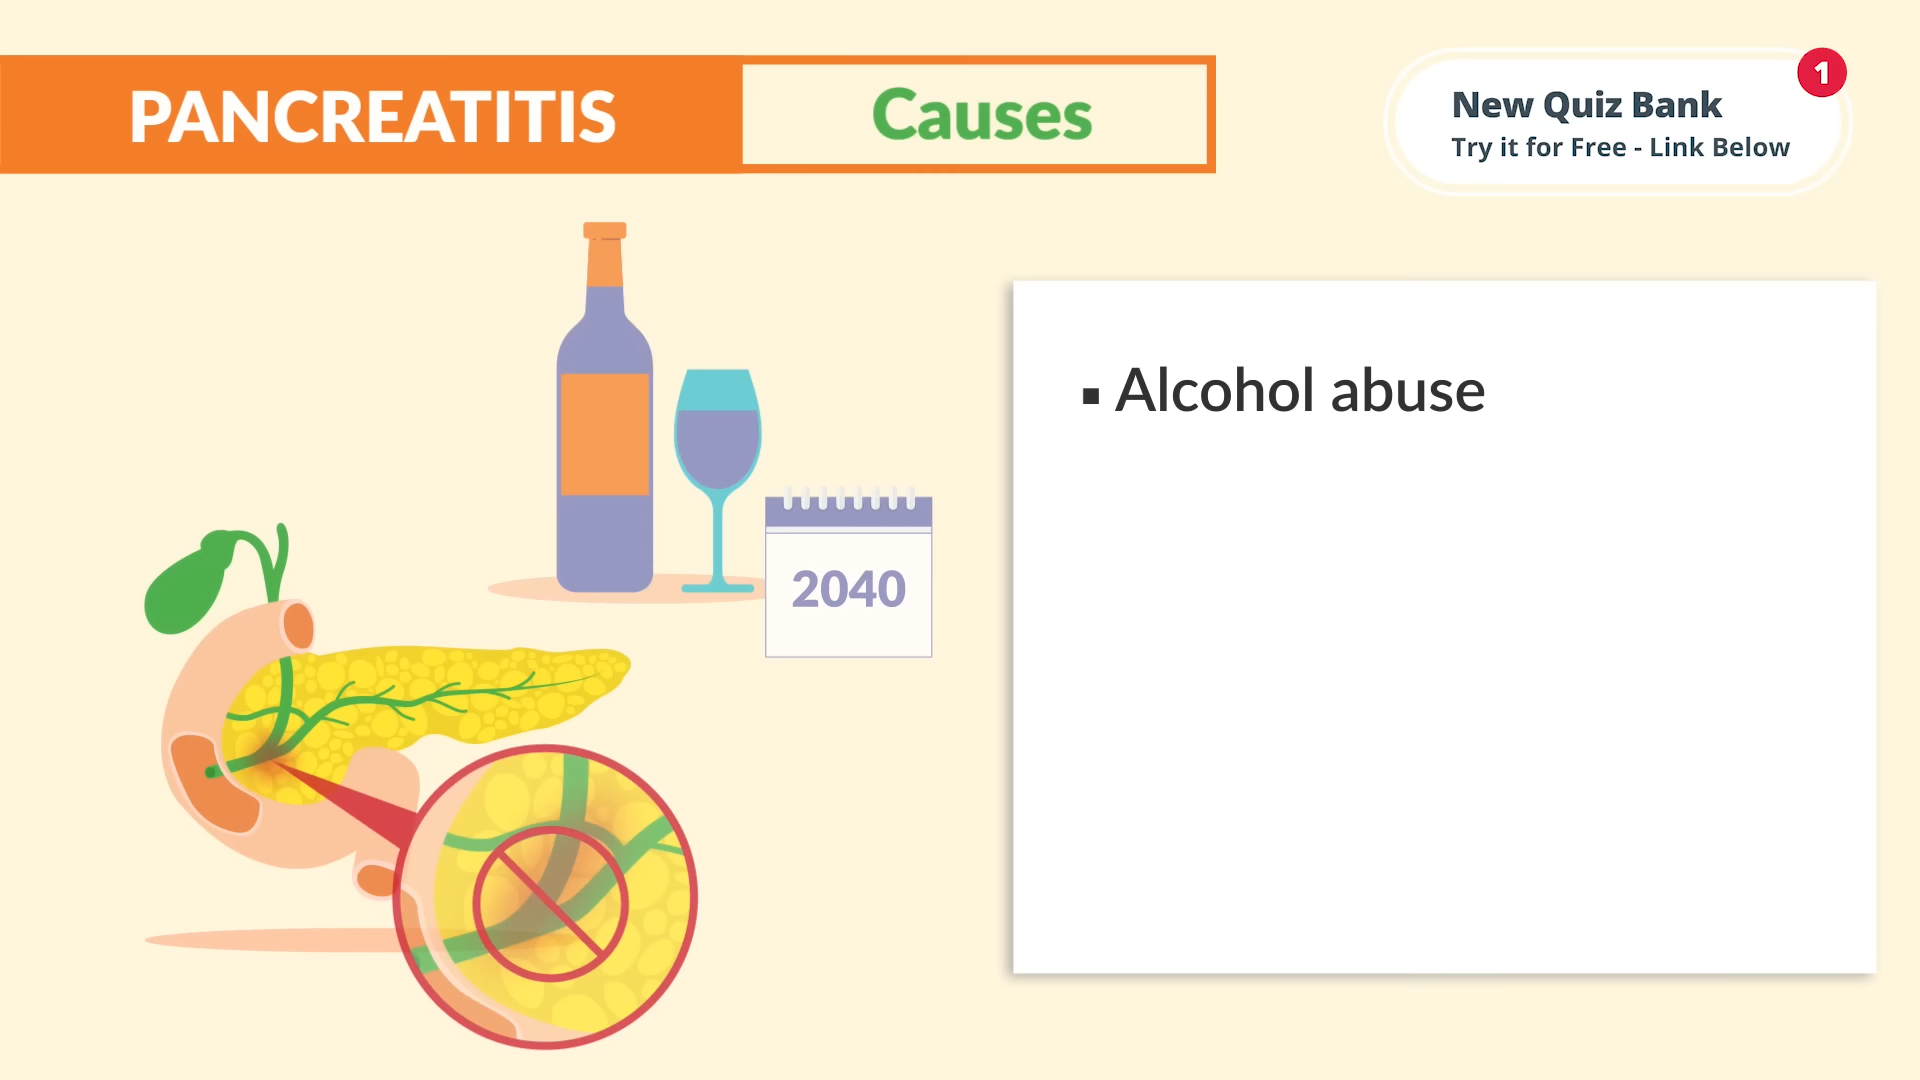 PANCREATITIS
Causes
1
New Quiz Bank
Try it for Free - Link Below
▪ Alcohol abuse
2040